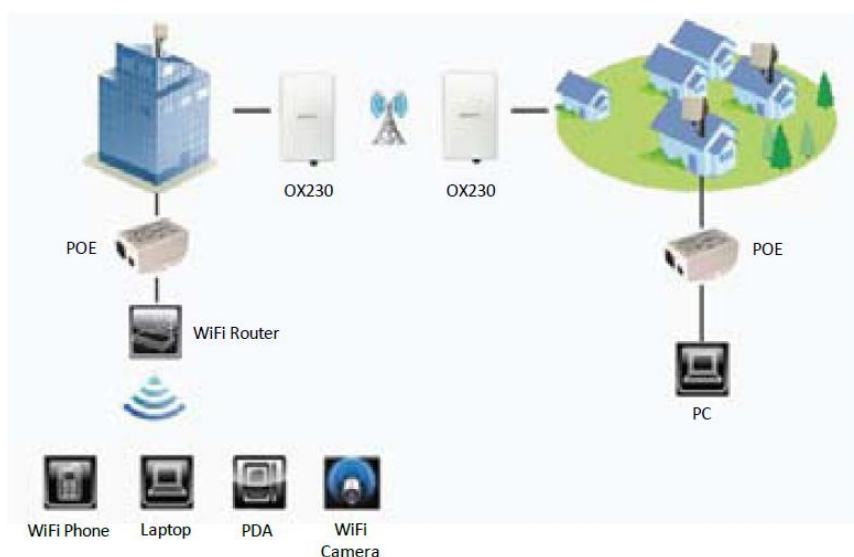 OX230
OX230
POE
POE
WiFi Router
PC
WiFi Phone
Laptop
PDA
WiFi
Camera